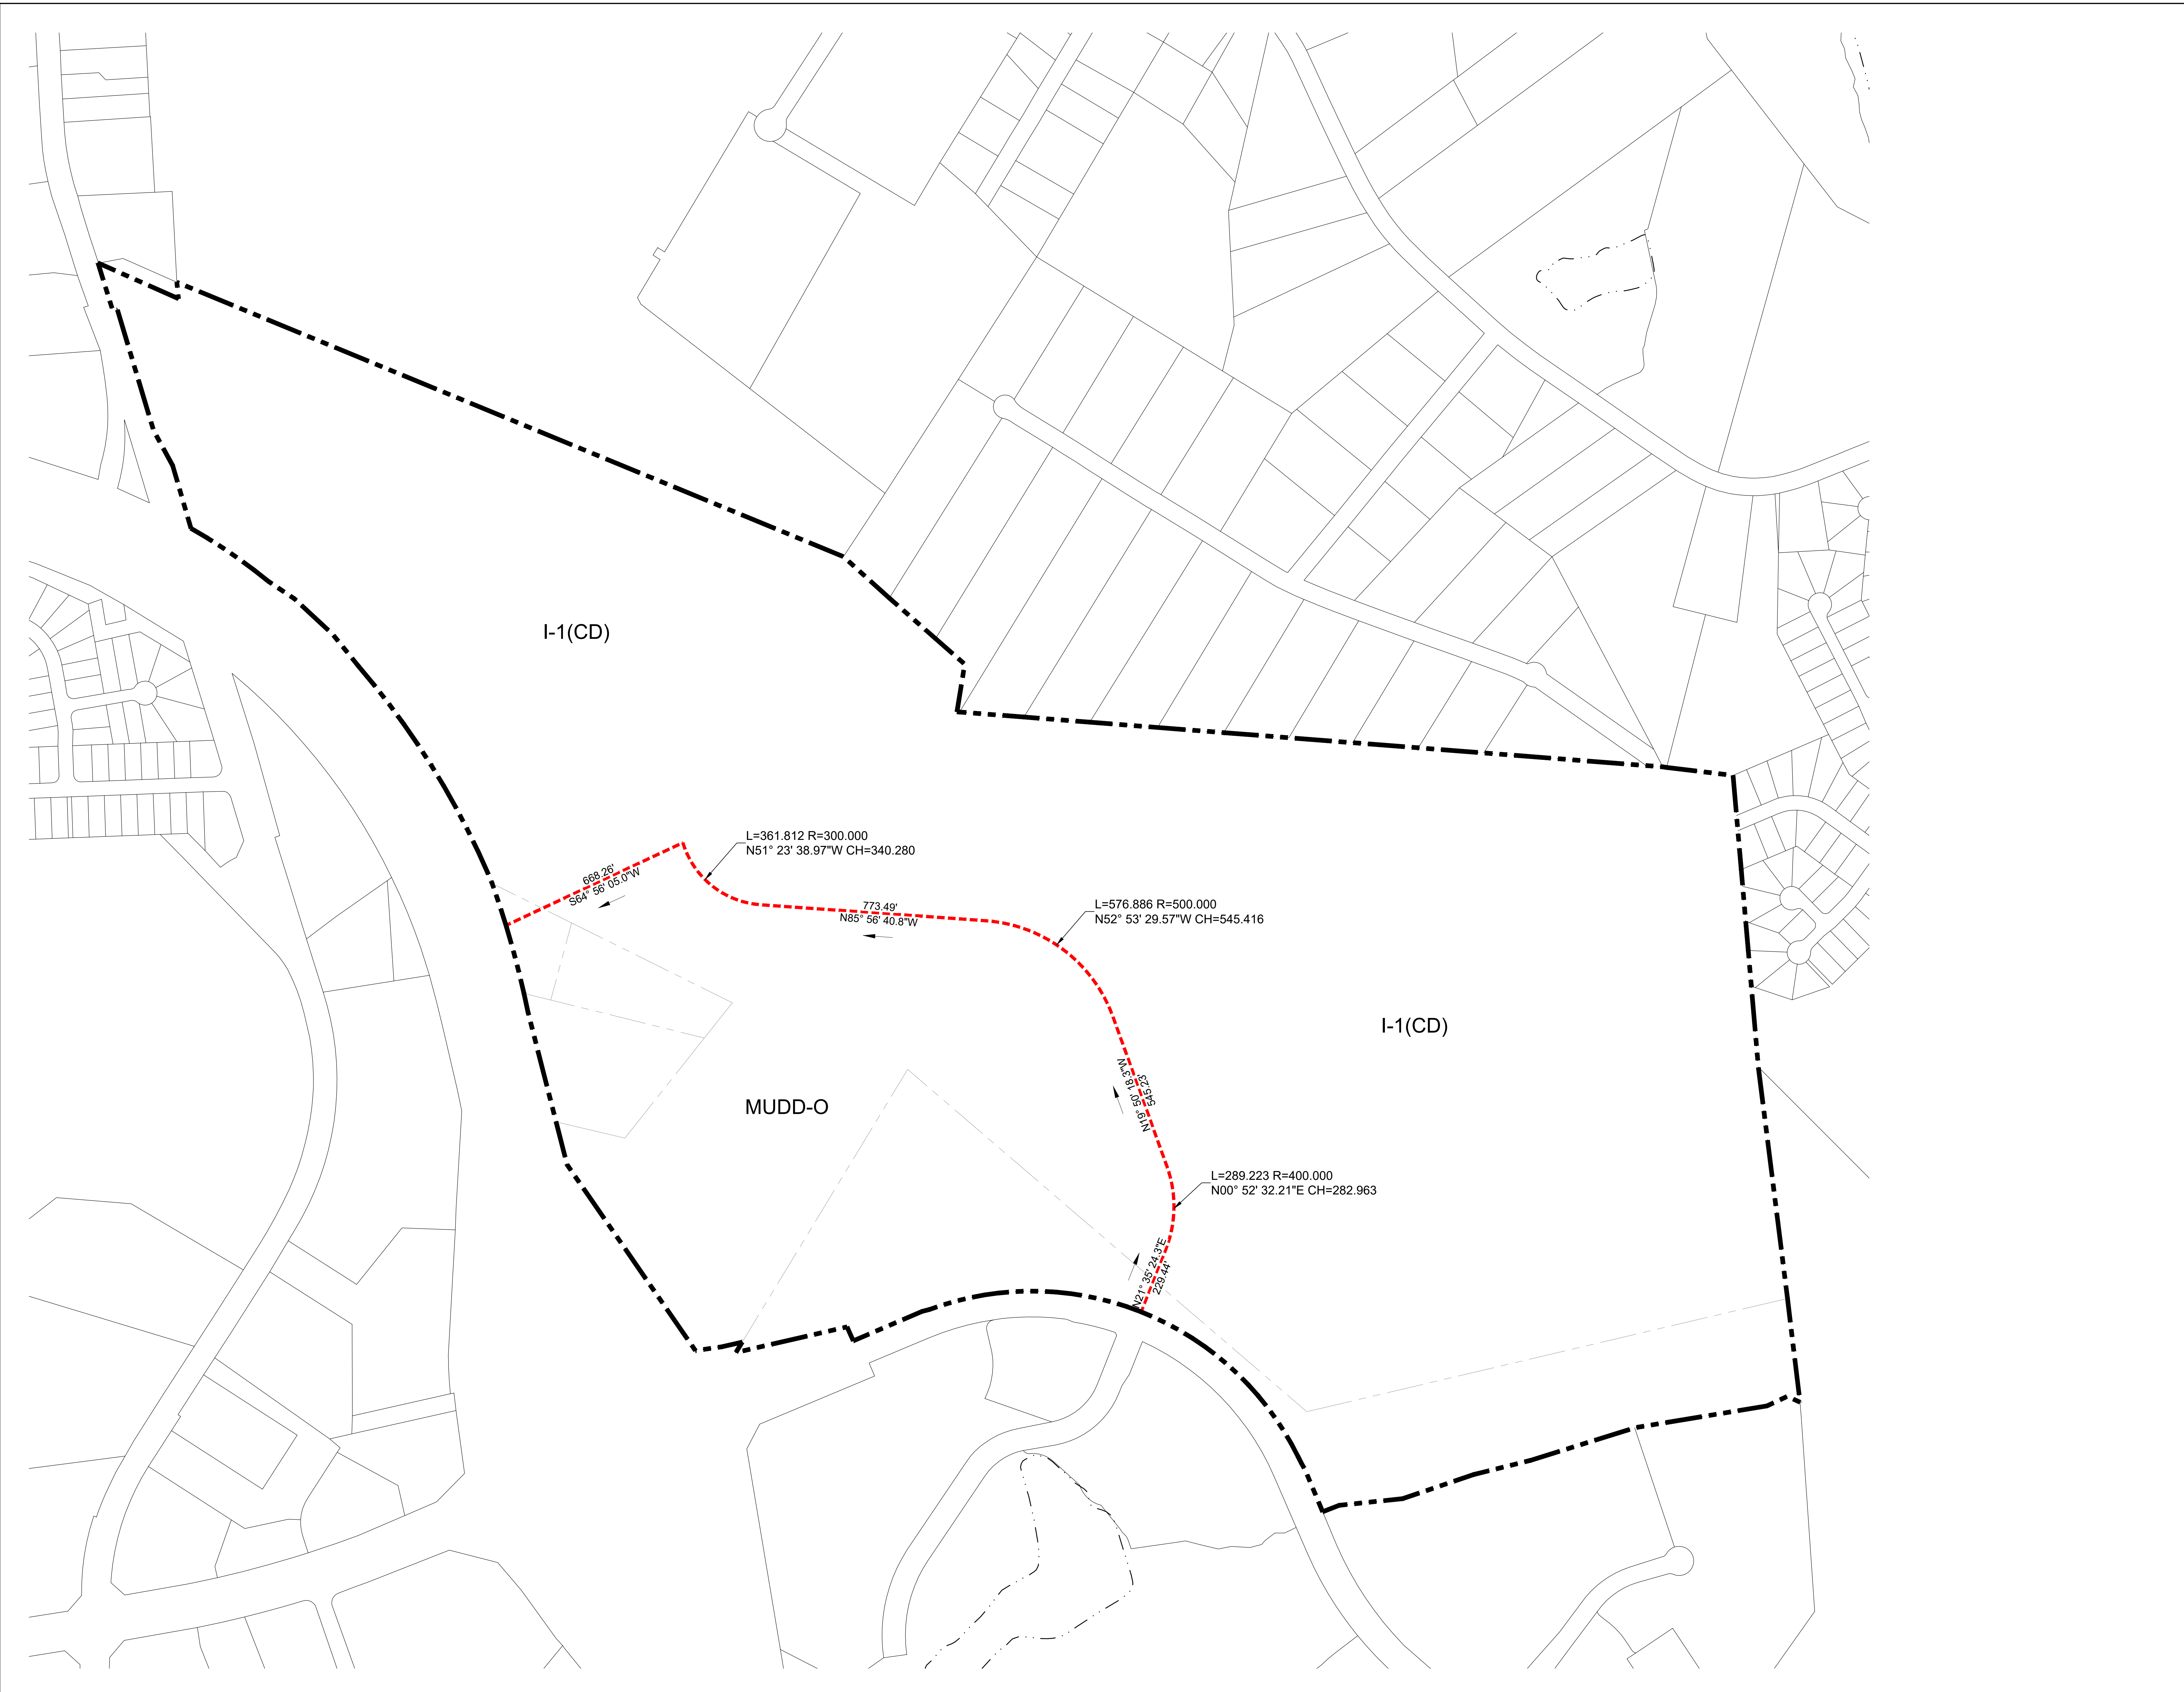 I-1(CD)
L=361.812 R=300.000
N51° 23' 38.97"W CH=340.280
668.26'
S64° 56' 05.0"W
773.49'
N85° 56' 40.8"W
L=576.886 R=500.000
N52° 53' 29.57"W CH=545.416
I-1(CD)
N19° 50' 18.3"W
545.23'
MUDD-O
L=289.223 R=400.000
N00° 52' 32.21"E CH=282.963
N21° 35' 24.3"E
229.44'